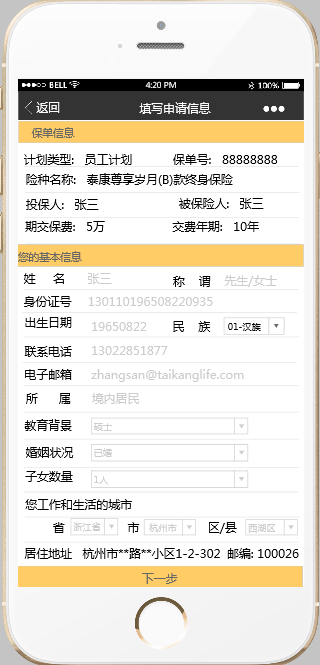 BELL 4:20 PM 100%
返回 填写申请信息
保单信息
计划类型: 员工计划 保单号: 88888888
险种名称: 泰康尊享岁月(B)款终身保险
投保人: 张三 被保险人: 张三
期交保费: 5万 交费年期: 10年
您的基本信息
姓 名 张三 称 谓 先生/女士
身份证号 130110196508220935
出生日期 19650822 民 族 01-汉族
联系电话 13022851877
电子邮箱 zhangsan@taikanglife.com
所 属 境内居民
教育背景 硕士
婚姻状况 已婚
子女数量 1人
您工作和生活的城市
省 浙江省 市 杭州市 区/县 西湖区
居住地址 杭州市**路**小区1-2-302 邮编: 100026
下一步